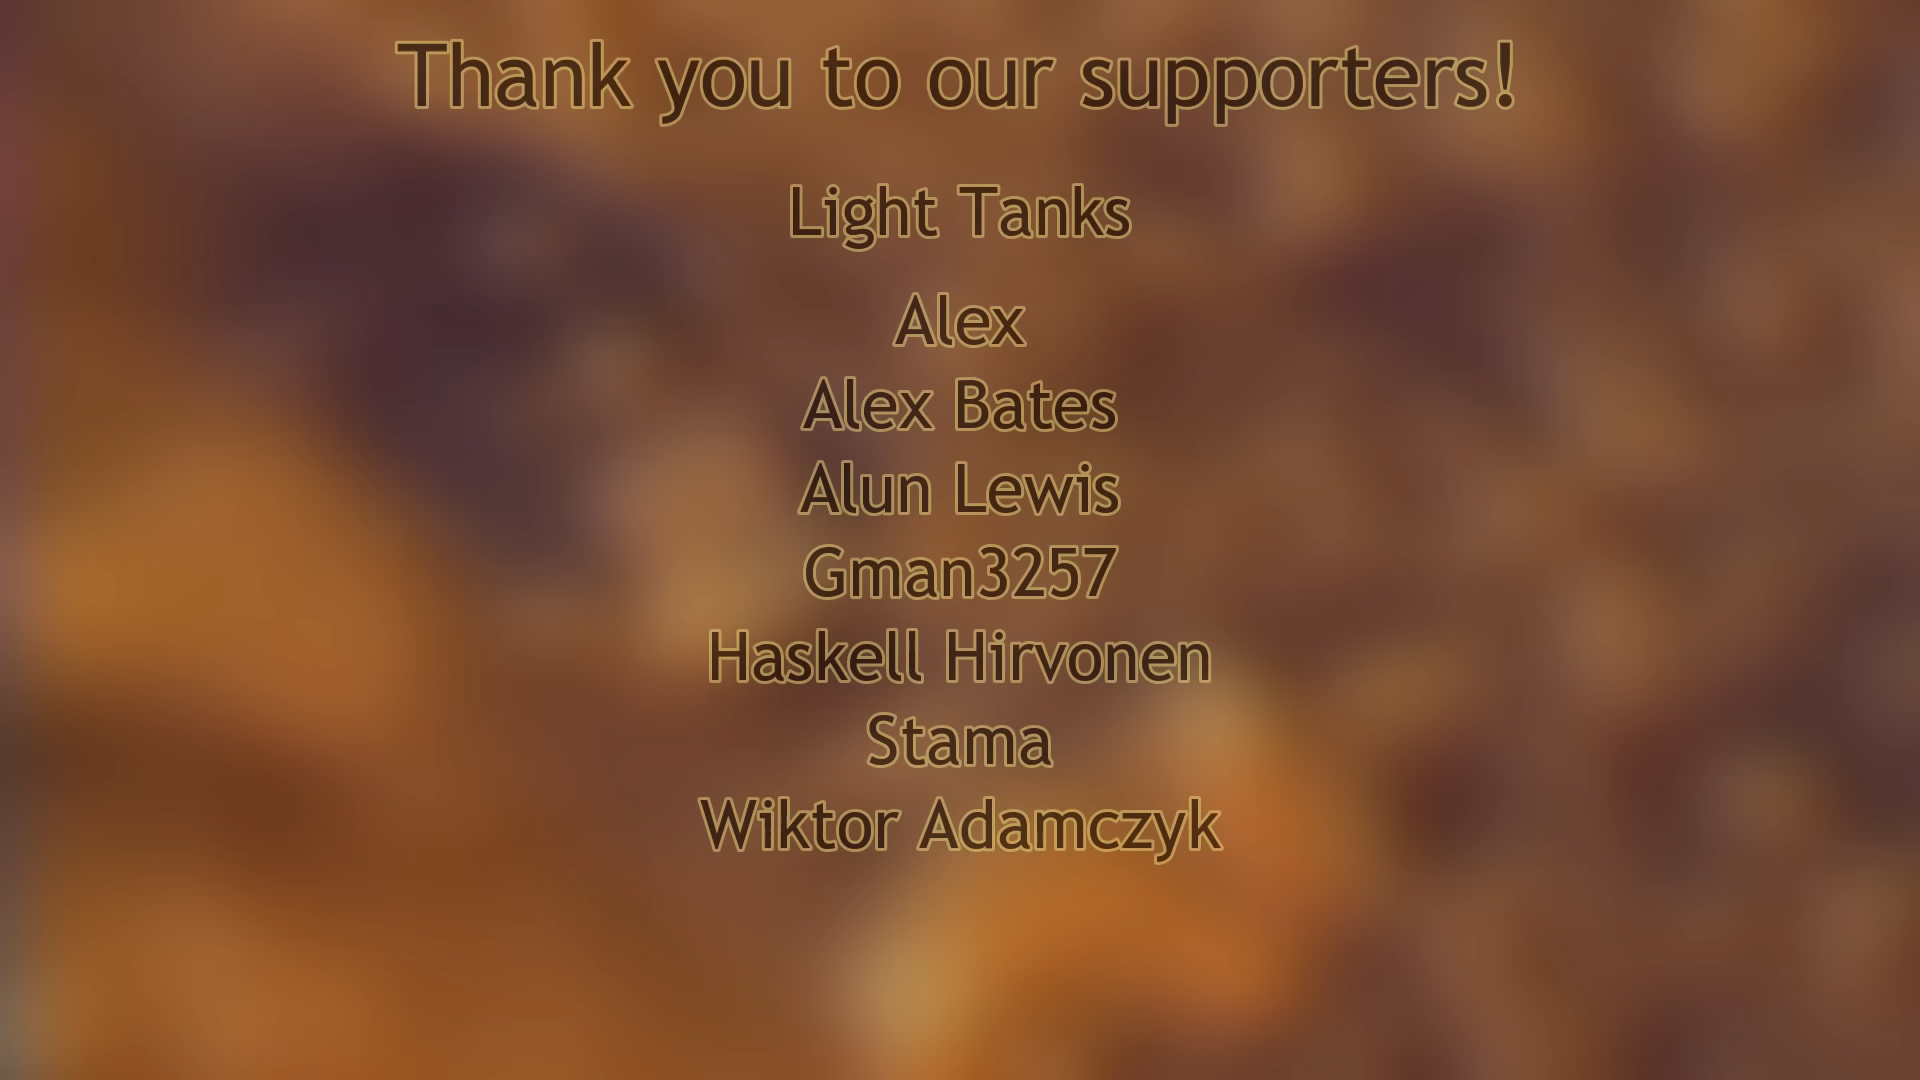 Thank you to our supporters!
Light Tanks
Alex
Alex Bates
Alun Lewis
Gman3257
Haskell Hirvonen
Stama
Wiktor Adamczyk